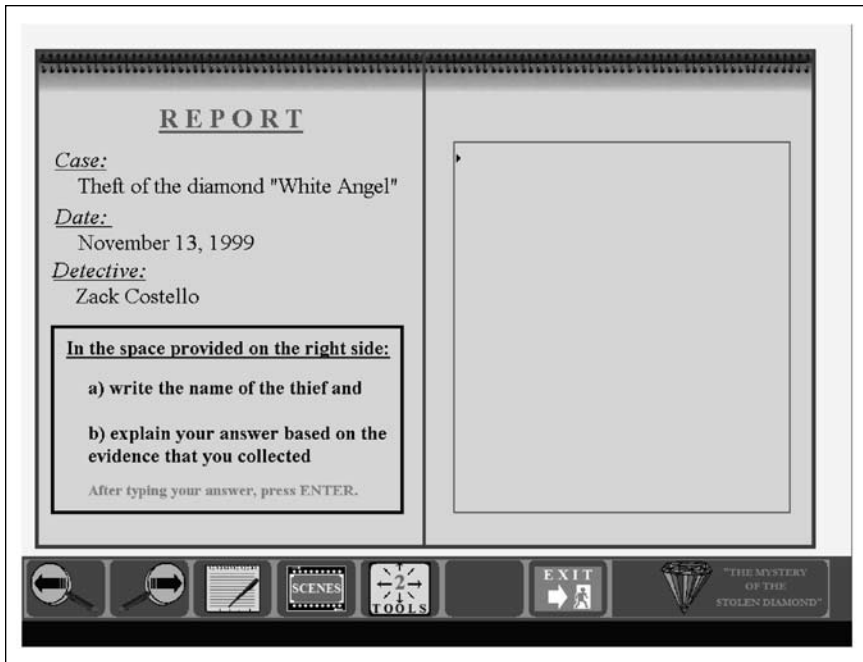 REPORT
Case:
Theft of the diamond "White Angel"
Date:
November 13, 1999
Detective:
Zack Costello
In the space provided on the right side:
a) write the name of the thief and
b) explain your answer based on the
evidence that you collected
After typing your answer, press ENTER.
SCENES
2
TOOLS
EXIT
"THE MYSTERY
OF THE
STOLEN DIAMOND"